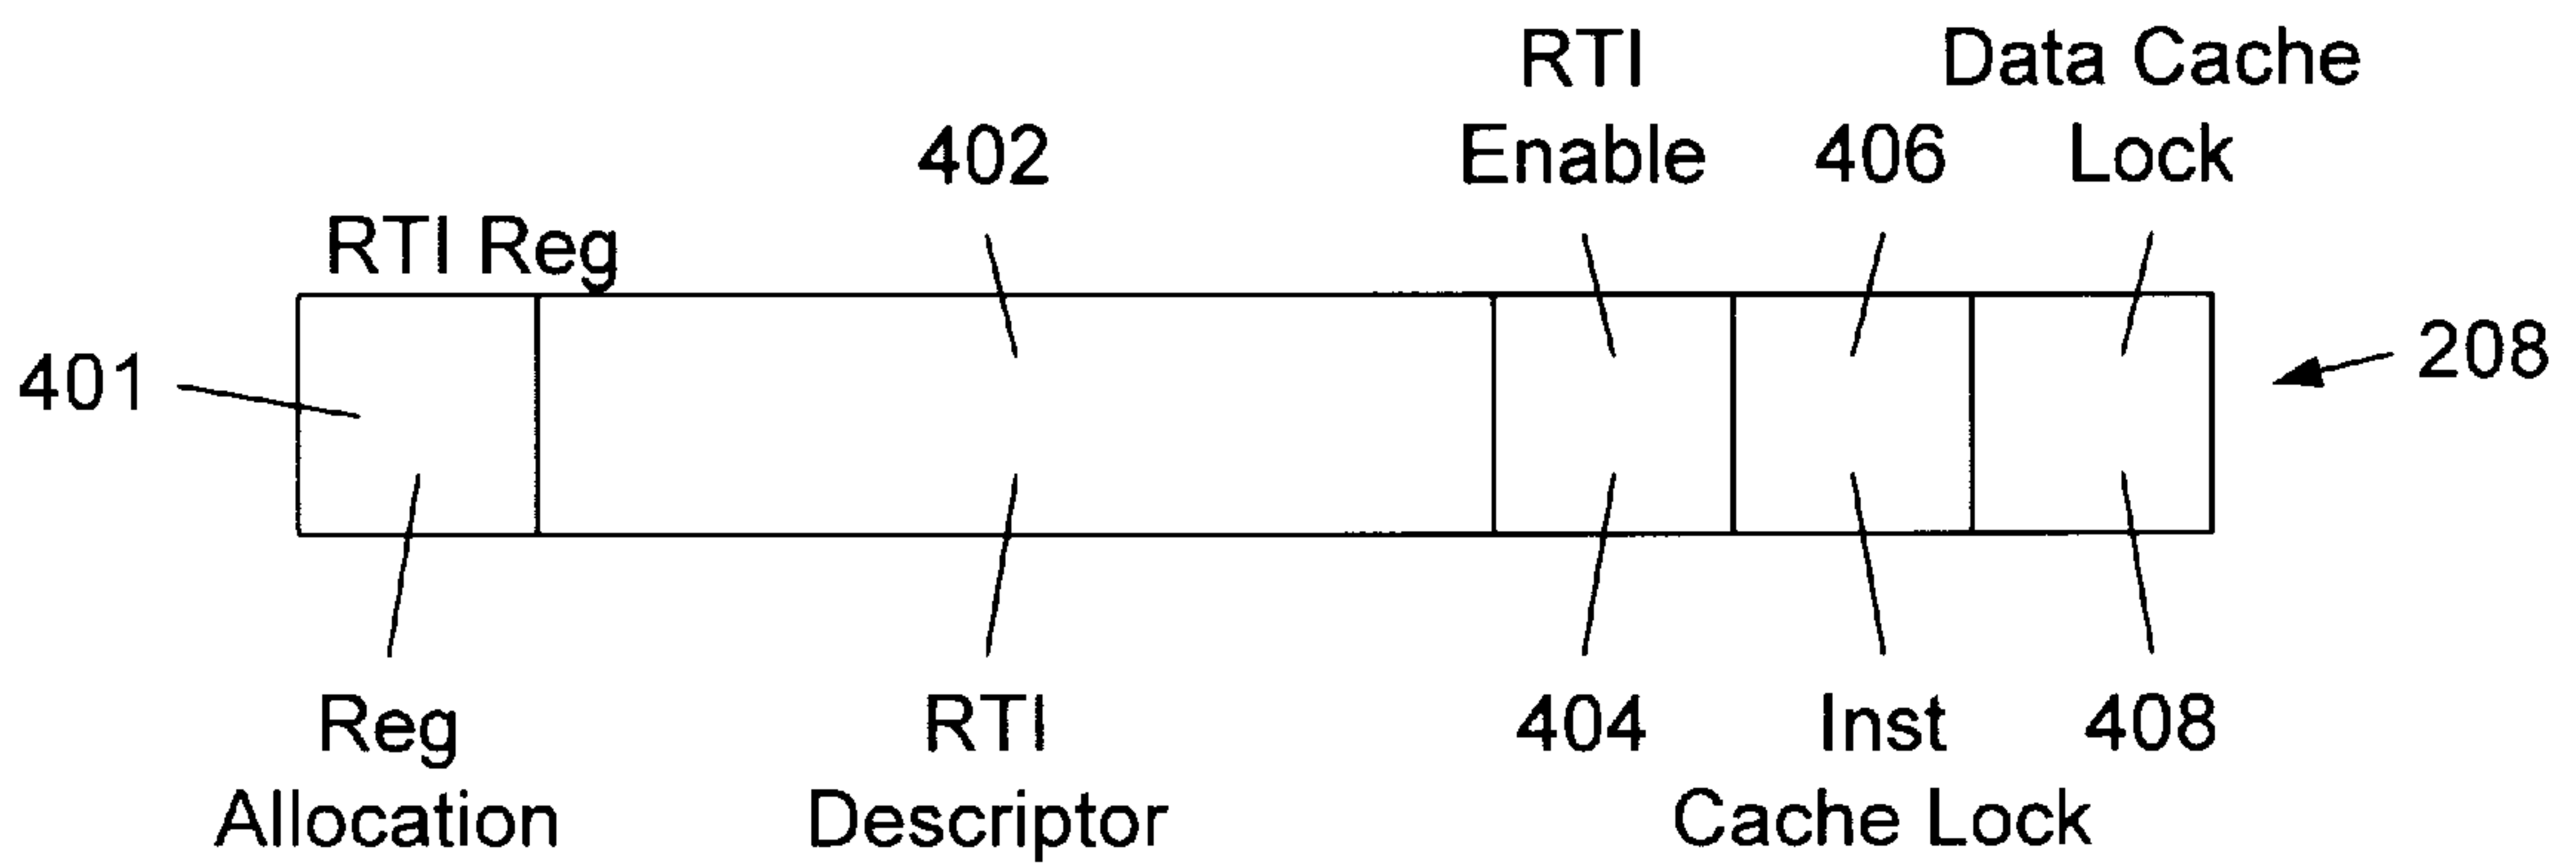 RTI
Enable
Data Cache
Lock
402
406
RTI Reg
401
208
Reg
Allocation
RTI
Descriptor
404
Inst
Cache Lock
408